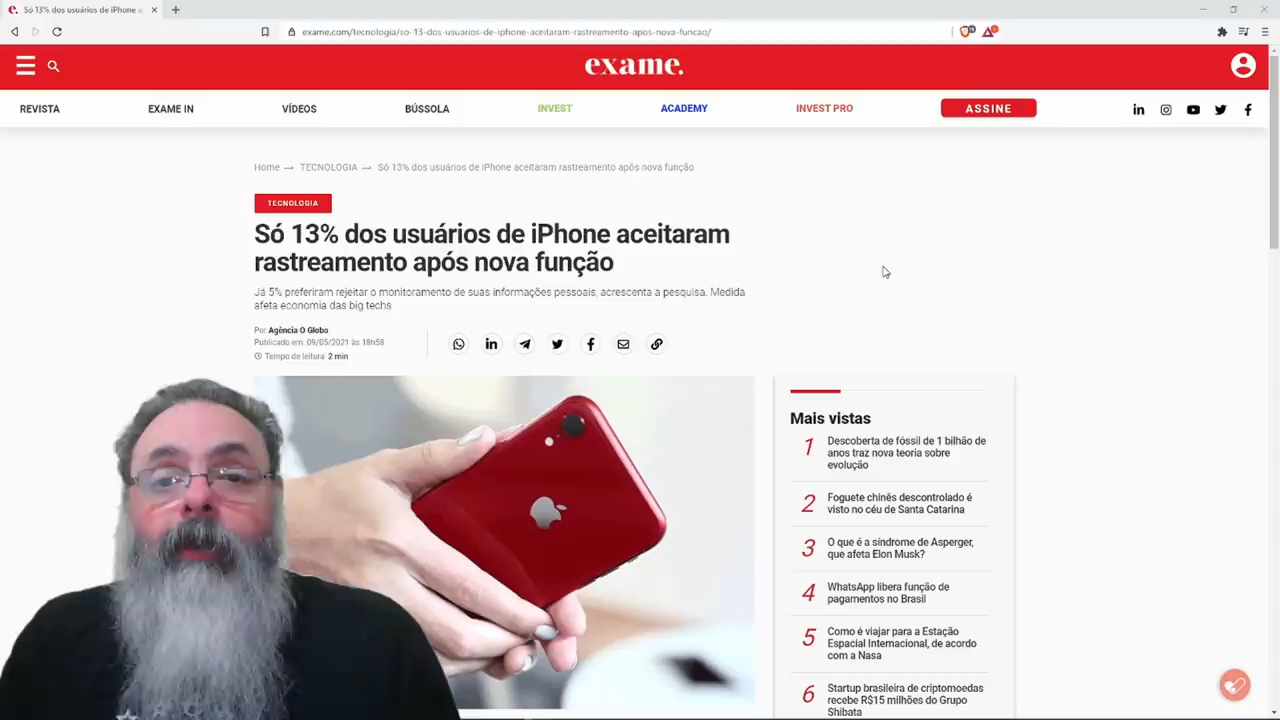 Só 13% dos usuários de iPhone a
exame.com/tecnologia/so-13-dos-usuarios-de-iphone-aceitaram-rastreamento-apos-nova-funcao/
exame.
REVISTA
EXAME IN
VÍDEOS
BÚSSOLA
INVEST
ACADEMY
INVEST PRO
ASSINE
Home → TECNOLOGIA → Só 13% dos usuários de iPhone aceitaram rastreamento após nova função
TECNOLOGIA
Só 13% dos usuários de iPhone aceitaram
rastreamento após nova função
Já 5% preferiram rejeitar o monitoramento de suas informações pessoais, acrescenta a pesquisa. Medida
afeta economia das big techs
Por Agência O Globo
Publicado em: 09/05/2021 às 18h58
Tempo de leitura: 2 min
Mais vistas
1
Descoberta de fóssil de 1 bilhão de
anos traz nova teoria sobre
evolução
2
Foguete chinês descontrolado é
visto no céu de Santa Catarina
3
O que é a síndrome de Asperger,
que afeta Elon Musk?
4
WhatsApp libera função de
pagamentos no Brasil
5
Como é viajar para a Estação
Espacial Internacional, de acordo
com a Nasa
6
Startup brasileira de criptomoedas
recebe R$15 milhões do Grupo
Shibata